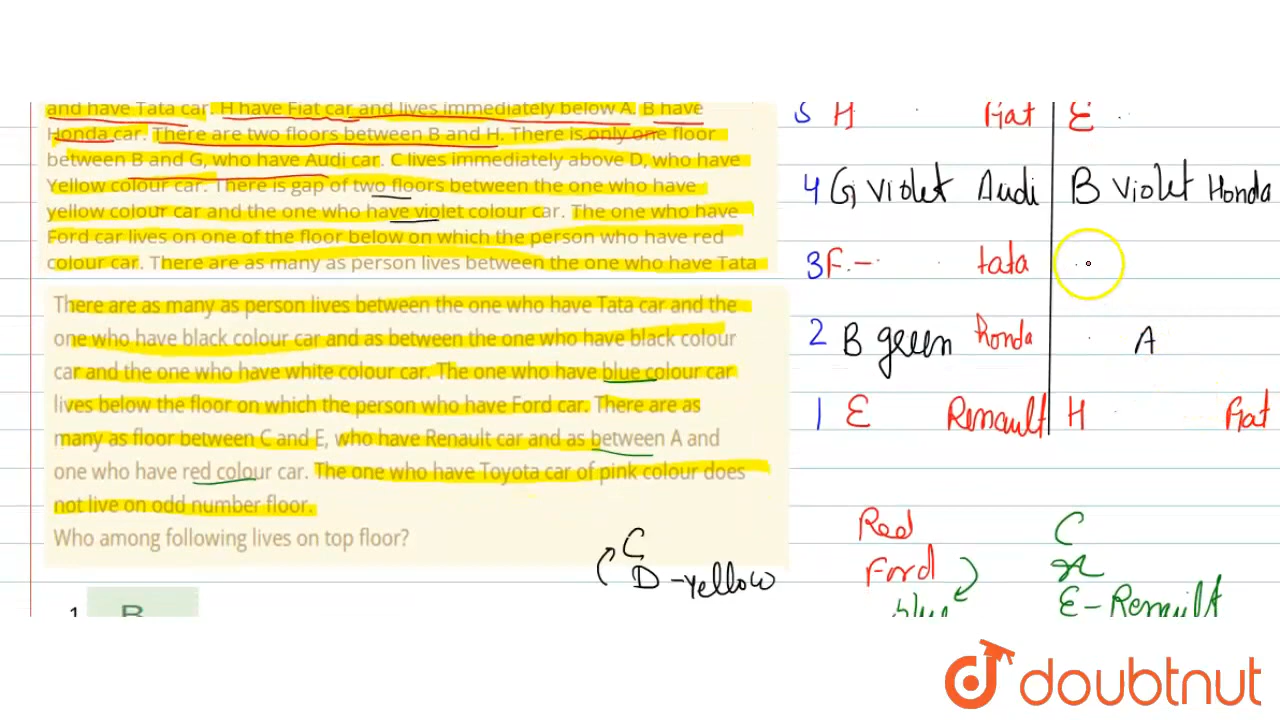 and have Tata car. H have Fiat car and lives immediately below A. B have
Honda car. There are two floors between B and H. There is only one floor
between B and G, who have Audi car. C lives immediately above D, who have
Yellow colour car. There is gap of two floors between the one who have
yellow colour car and the one who have violet colour car. The one who have
Ford car lives on one of the floor below on which the person who have red
colour car. There are as many as person lives between the one who have Tata
There are as many as person lives between the one who have Tata car and the
one who have black colour car and as between the one who have black colour
car and the one who have white colour car. The one who have blue colour car
lives below the floor on which the person who have Ford car. There are as
many as floor between C and E, who have Renault car and as between A and
one who have red colour car. The one who have Toyota car of pink colour does
not live on odd number floor.
Who among following lives on top floor?
1 B
C
D - Yellow
5 H Fiat E
4 G Violet Audi B Violet Honda
3 F - tata
2 B green Honda A
1 E Renault H Fiat
Red C
Ford
blue E - Renault
doubtnut